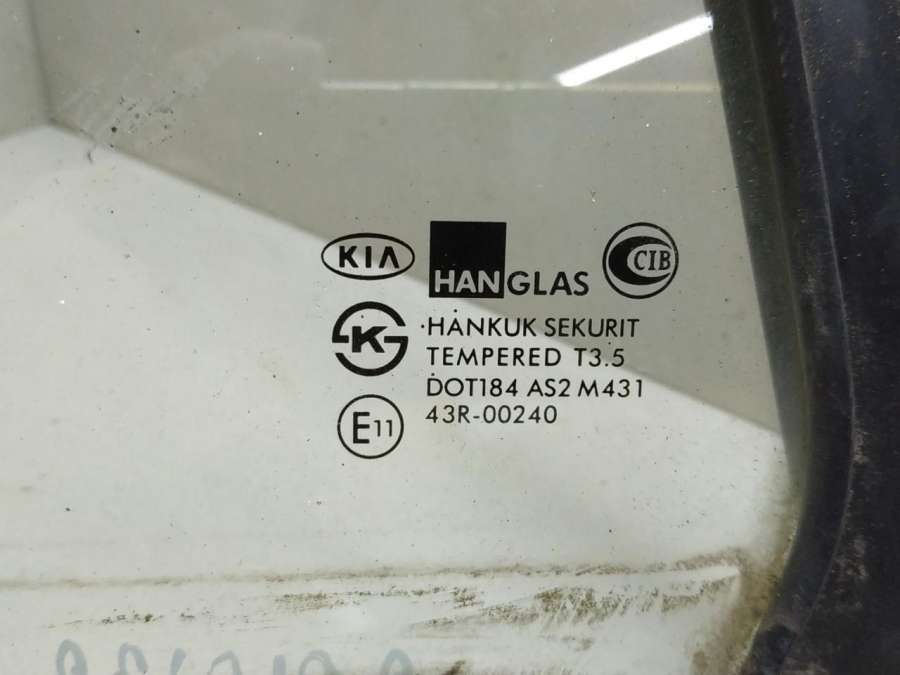 KIA HANGLAS CIB
K ·HANKUK SEKURIT
TEMPERED T3.5
DOT184 AS2 M431
E11 43R-00240